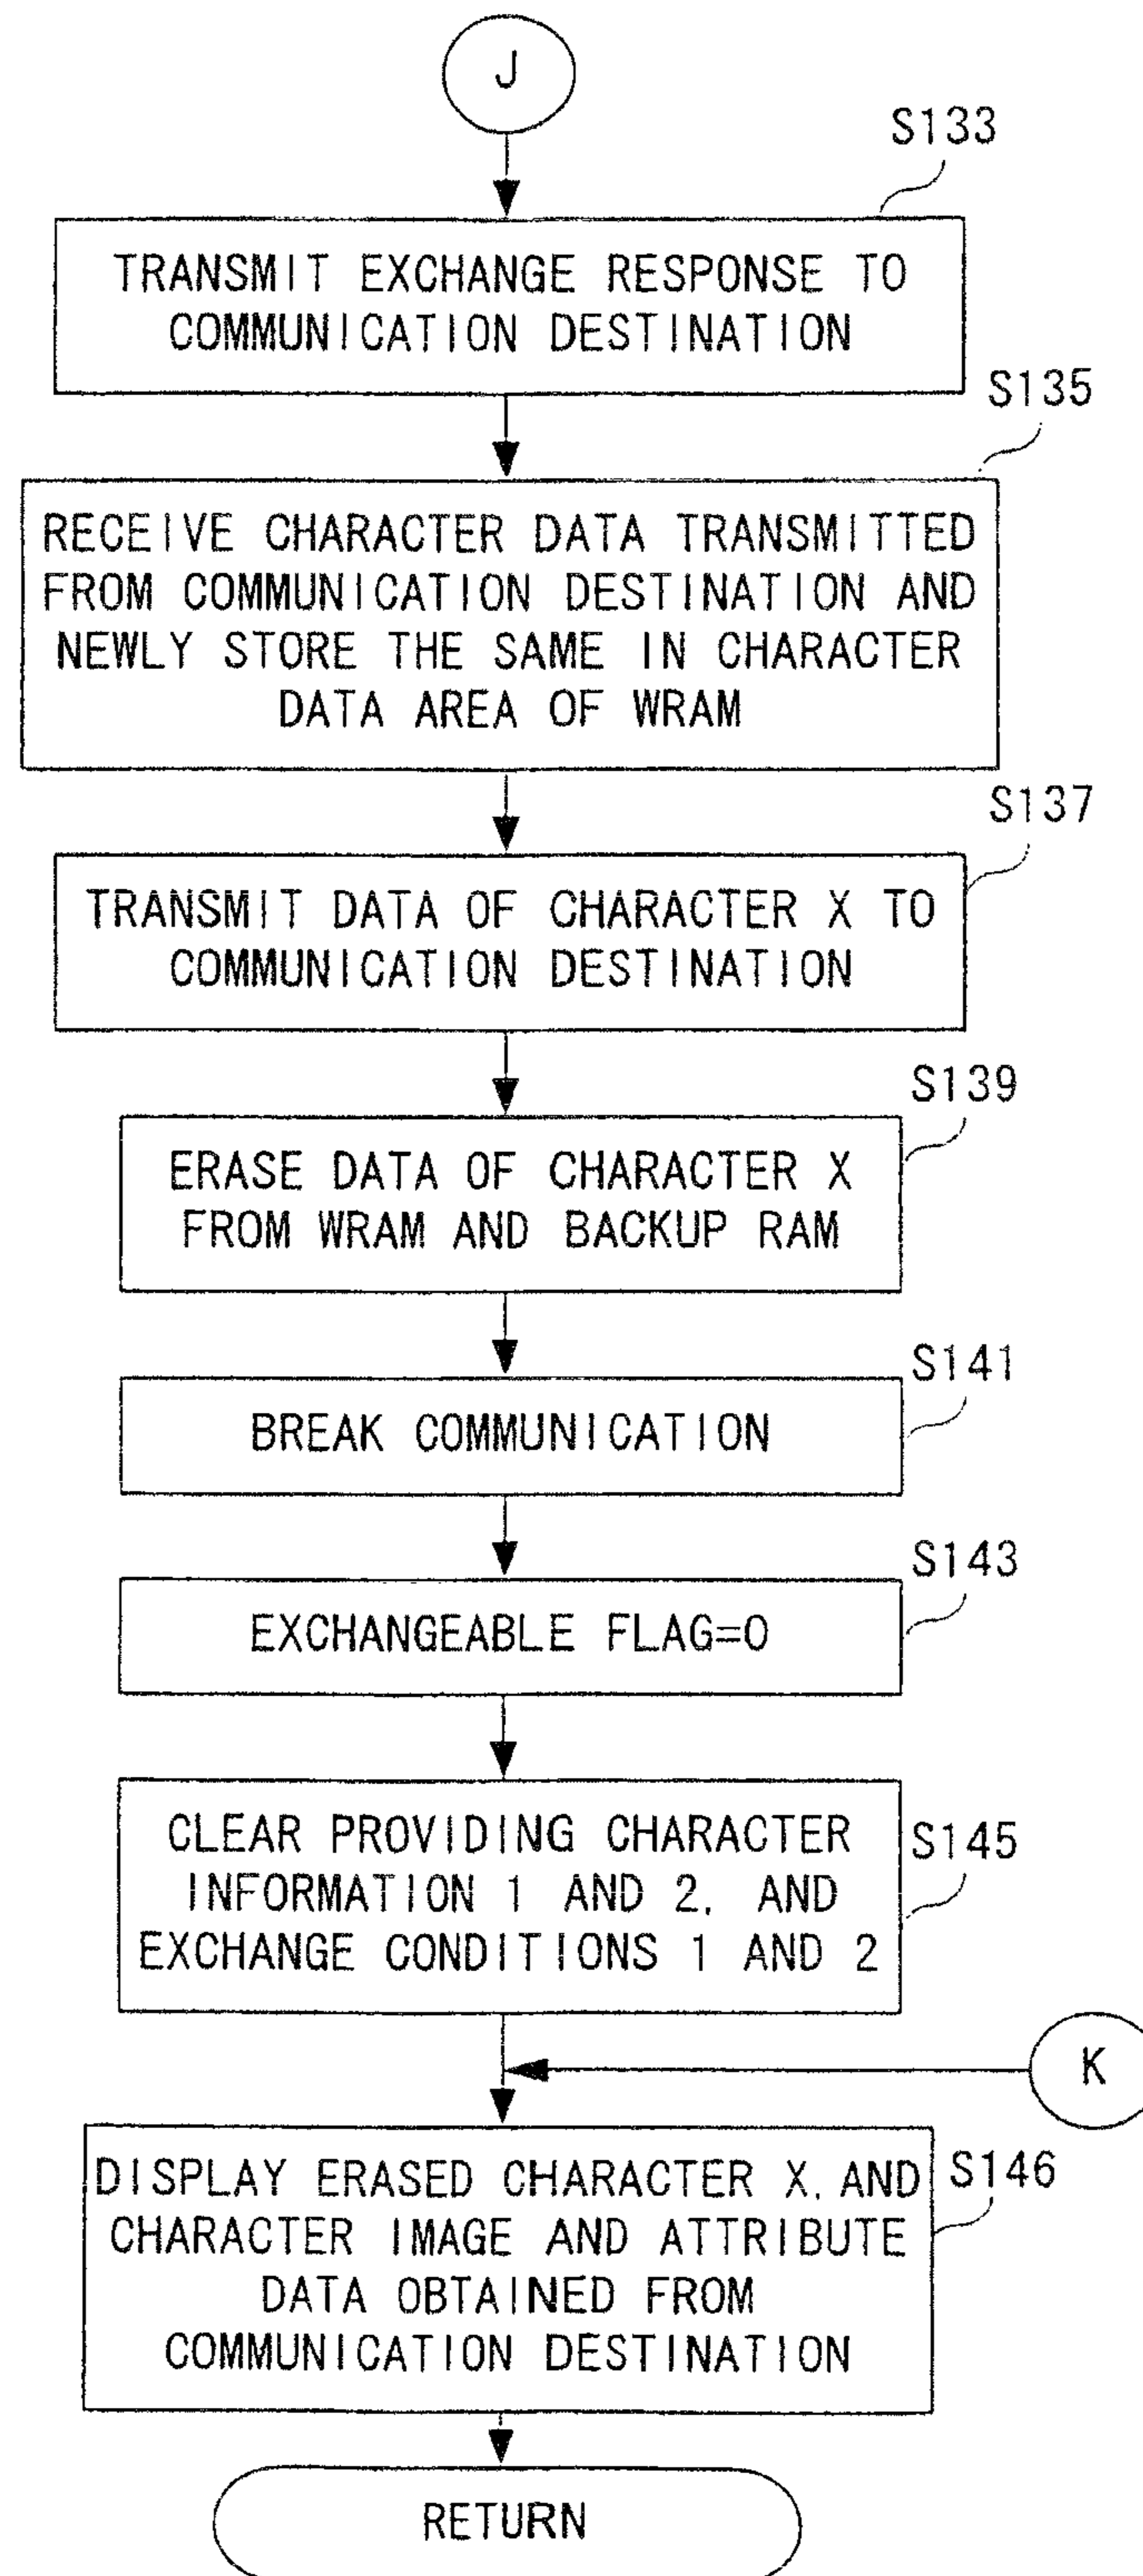 J
S133
TRANSMIT EXCHANGE RESPONSE TO
COMMUNICATION DESTINATION
S135
RECEIVE CHARACTER DATA TRANSMITTED
FROM COMMUNICATION DESTINATION AND
NEWLY STORE THE SAME IN CHARACTER
DATA AREA OF WRAM
S137
TRANSMIT DATA OF CHARACTER X TO
COMMUNICATION DESTINATION
S139
ERASE DATA OF CHARACTER X
FROM WRAM AND BACKUP RAM
S141
BREAK COMMUNICATION
S143
EXCHANGEABLE FLAG=0
S145
CLEAR PROVIDING CHARACTER
INFORMATION 1 AND 2, AND
EXCHANGE CONDITIONS 1 AND 2
K
S146
DISPLAY ERASED CHARACTER X, AND
CHARACTER IMAGE AND ATTRIBUTE
DATA OBTAINED FROM
COMMUNICATION DESTINATION
RETURN